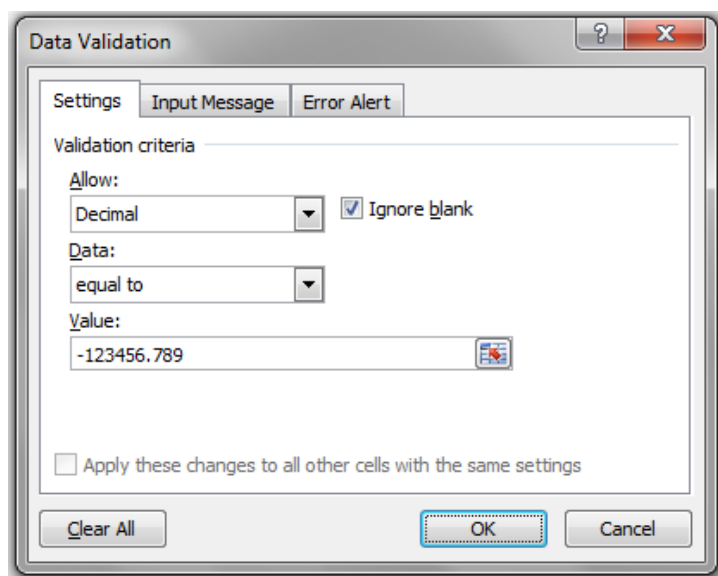 Data Validation
Settings Input Message Error Alert
Validation criteria
Allow:
Decimal Ignore blank
Data:
equal to
Value:
-123456.789
Apply these changes to all other cells with the same settings
Clear All OK Cancel